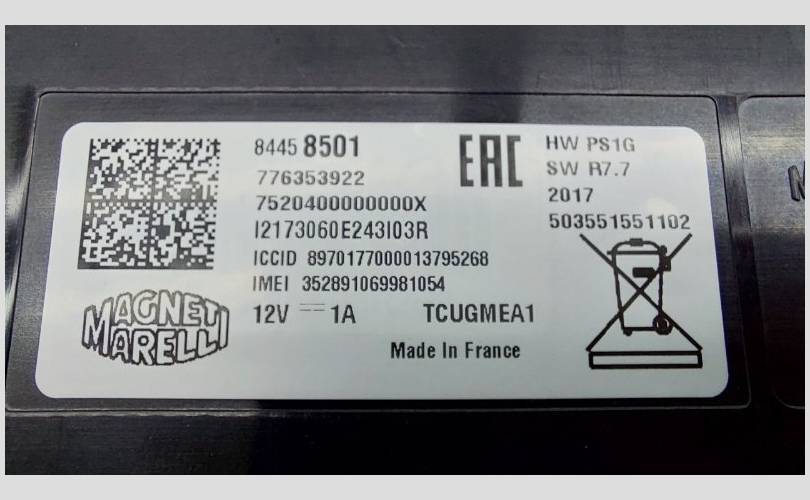 8445 8501
776353922
7520400000000X
I2173060E243I03R
ICCID 8970177000013795268
IMEI 352891069981054
12V ⎓ 1A
TCUGMEA1
Made In France
MAGNETI
MARELLI
EAC
HW PS1G
SW R7.7
2017
503551551102